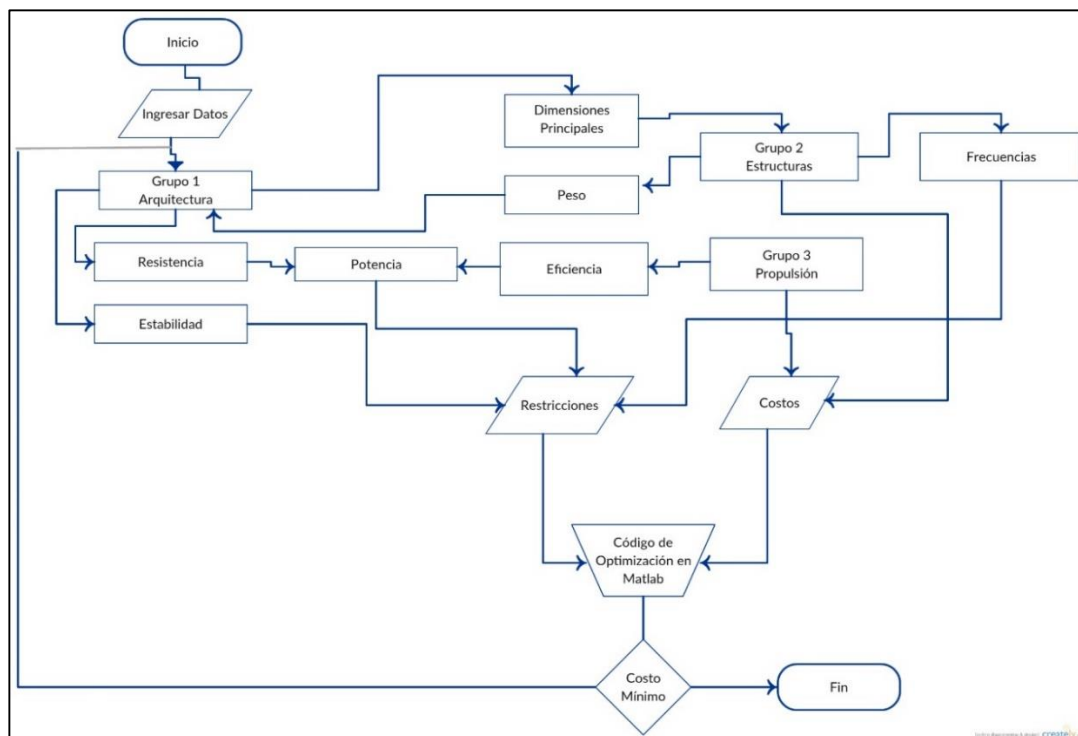 Inicio
Ingresar Datos
Dimensiones
Principales
Grupo 2
Estructuras
Frecuencias
Grupo 1
Arquitectura
Peso
Resistencia
Potencia
Eficiencia
Grupo 3
Propulsión
Estabilidad
Restricciones
Costos
Código de
Optimización en
Matlab
Costo
Mínimo
Fin